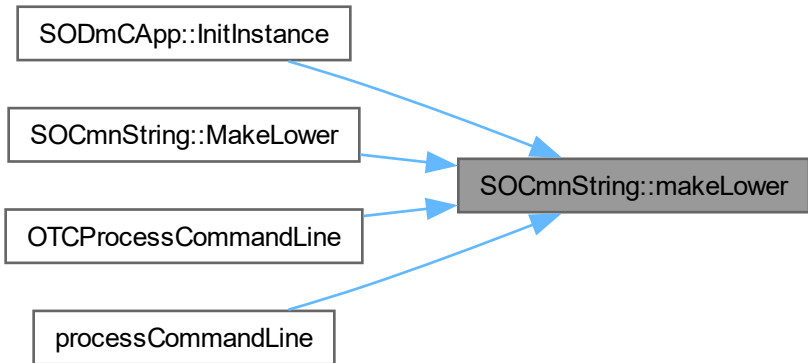 SODmCApp::InitInstance
SOCmnString::MakeLower
SOCmnString::makeLower
OTCProcessCommandLine
processCommandLine